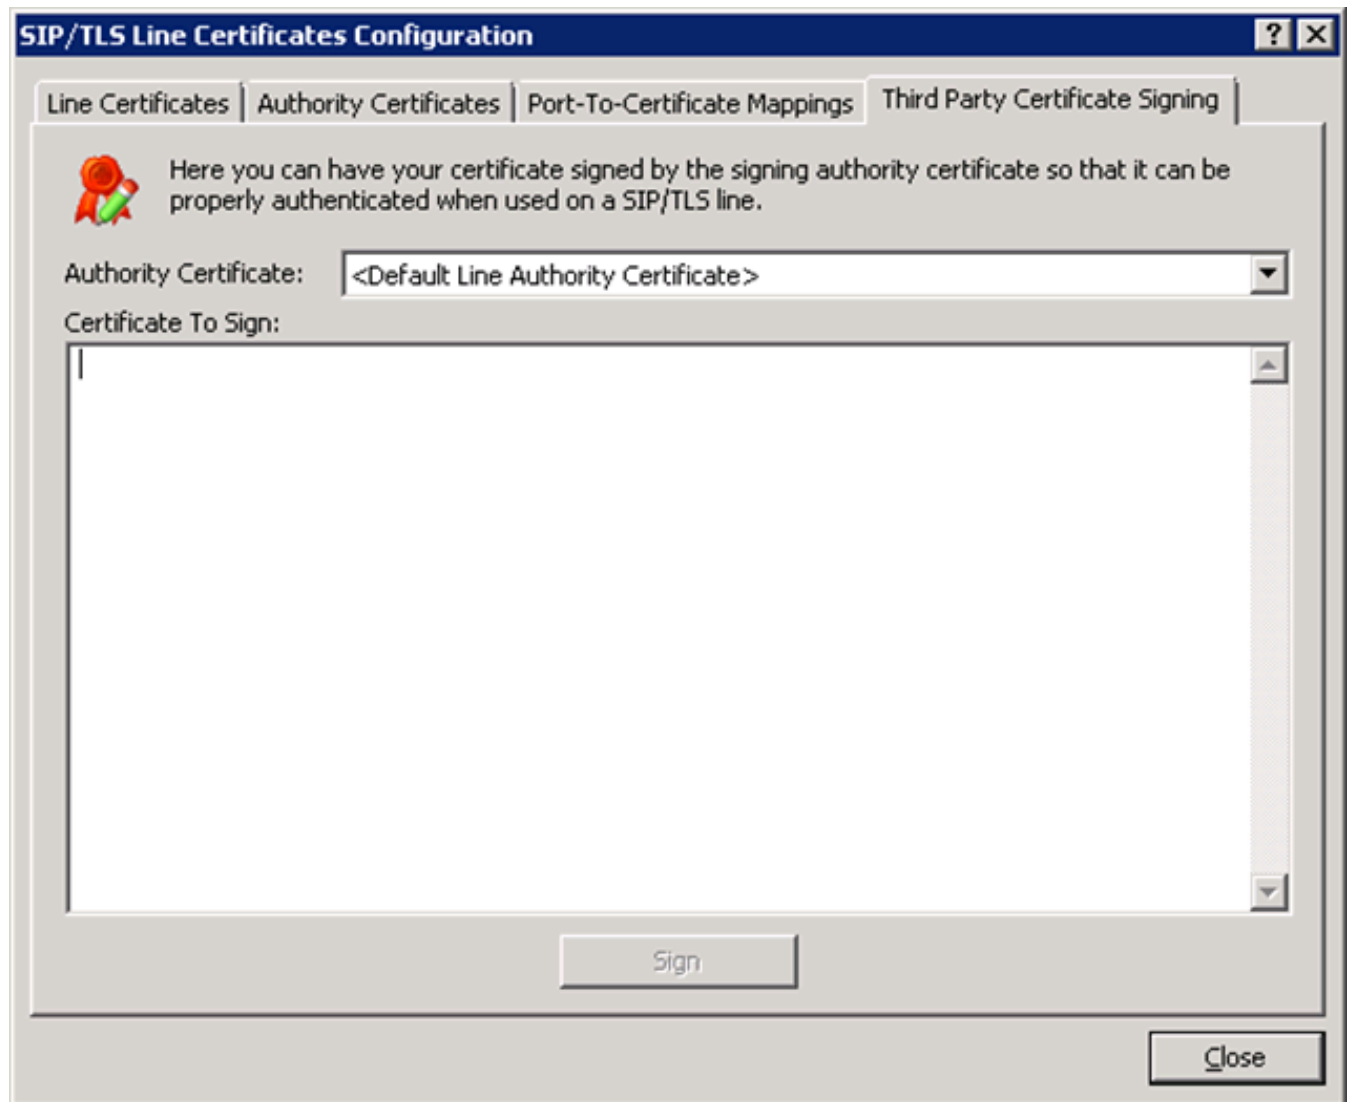 SIP/TLS Line Certificates Configuration
Line Certificates
Authority Certificates
Port-To-Certificate Mappings
Third Party Certificate Signing
Here you can have your certificate signed by the signing authority certificate so that it can be
properly authenticated when used on a SIP/TLS line.
Authority Certificate:
<Default Line Authority Certificate>
Certificate To Sign:
Sign
Close